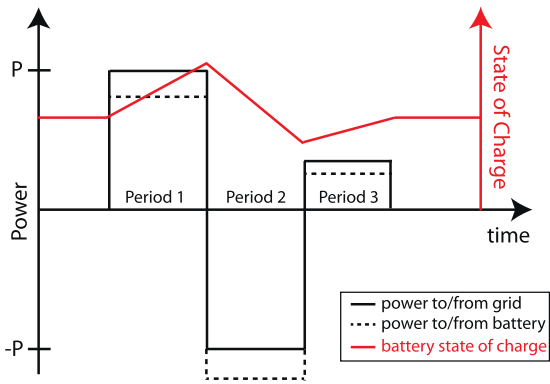 P
State of Charge
Power
Period 1
Period 2
Period 3
time
-P
power to/from grid
power to/from battery
battery state of charge